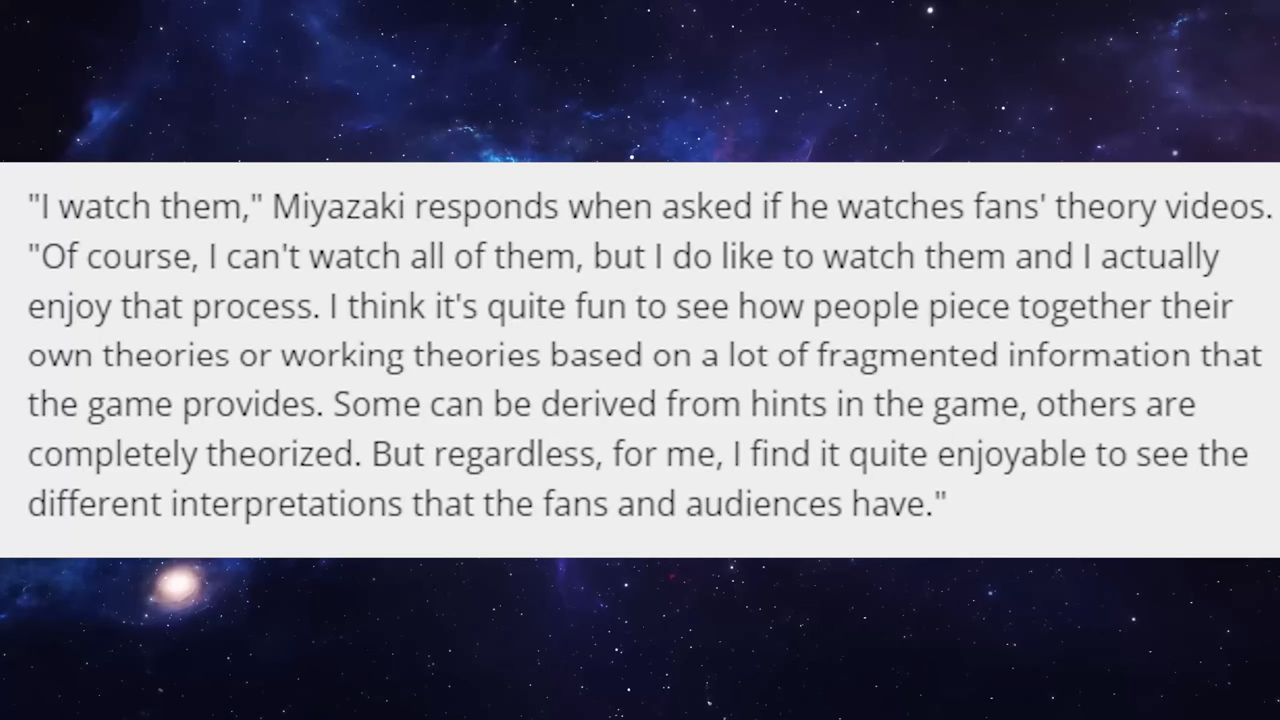 "I watch them," Miyazaki responds when asked if he watches fans' theory videos.
"Of course, I can't watch all of them, but I do like to watch them and I actually
enjoy that process. I think it's quite fun to see how people piece together their
own theories or working theories based on a lot of fragmented information that
the game provides. Some can be derived from hints in the game, others are
completely theorized. But regardless, for me, I find it quite enjoyable to see the
different interpretations that the fans and audiences have."